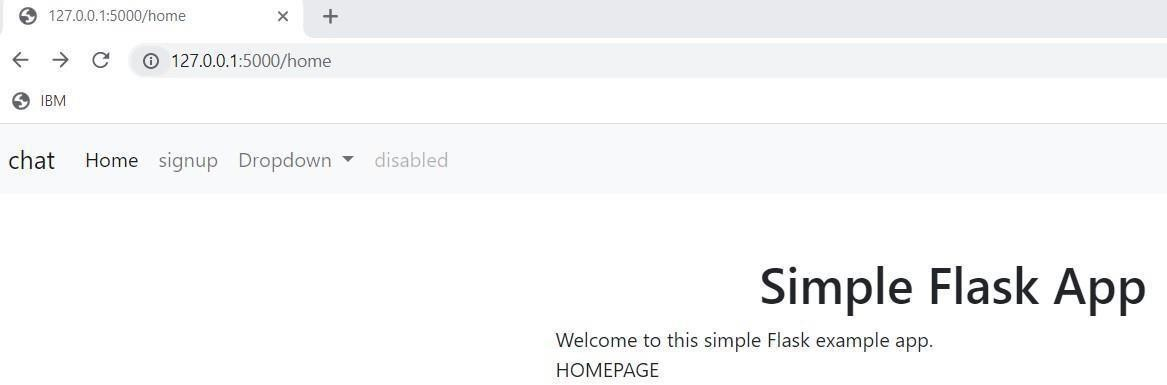 127.0.0.1:5000/home
127.0.0.1:5000/home
IBM
chat Home signup Dropdown disabled
Simple Flask App
Welcome to this simple Flask example app.
HOMEPAGE